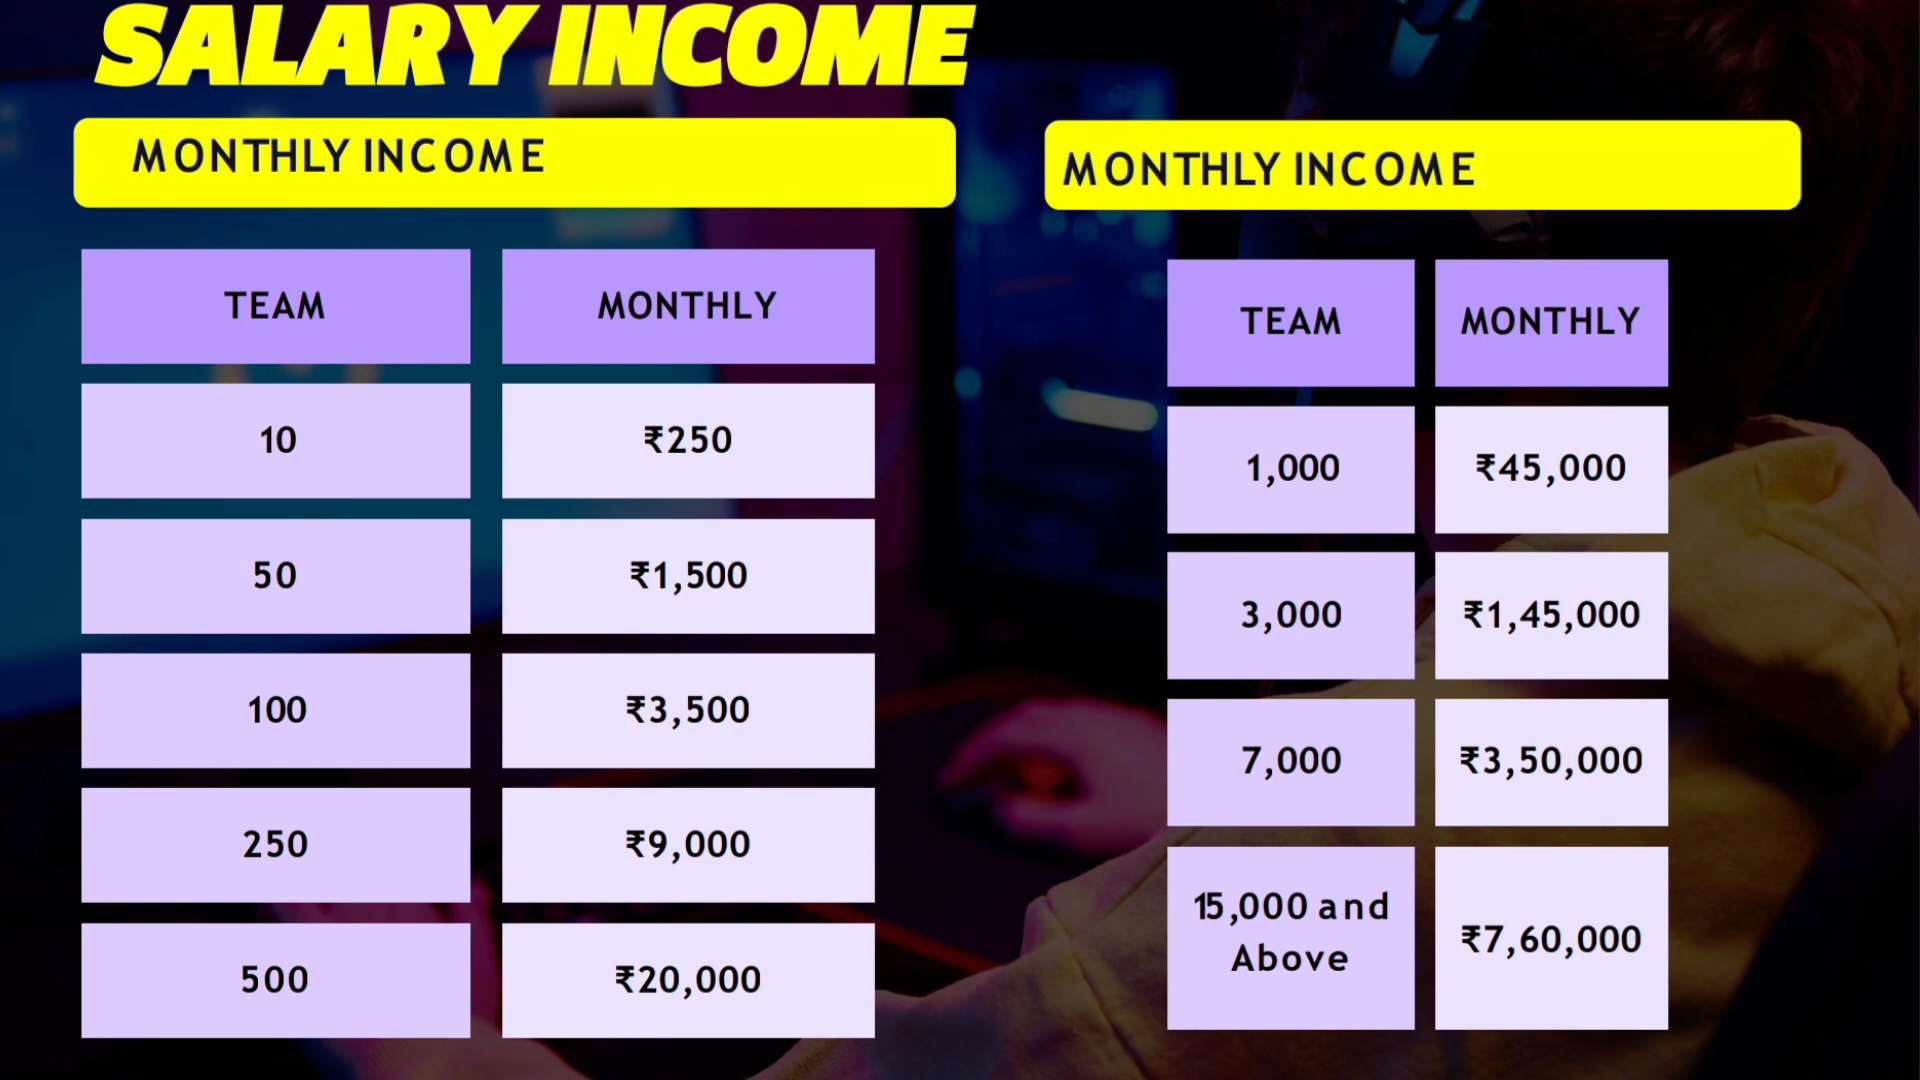 SALARY INCOME
MONTHLY INCOME
TEAM MONTHLY
10 ₹250
50 ₹1,500
100 ₹3,500
250 ₹9,000
500 ₹20,000
MONTHLY INCOME
TEAM MONTHLY
1,000 ₹45,000
3,000 ₹1,45,000
7,000 ₹3,50,000
15,000 and
Above ₹7,60,000